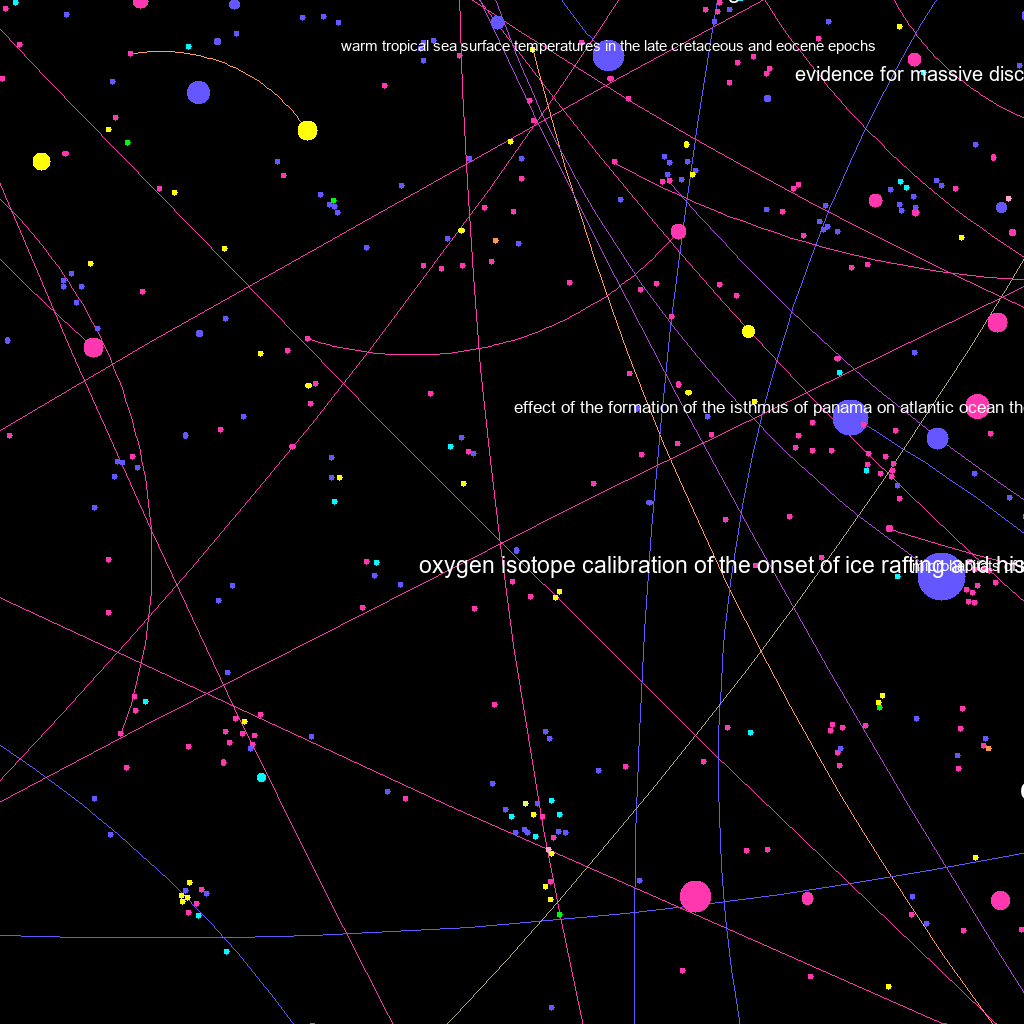 warm tropical sea surface temperatures in the late cretaceous and eocene epochs
evidence for massive disc
effect of the formation of the isthmus of panama on atlantic ocean th
oxygen isotope calibration of the onset of ice rafting and his